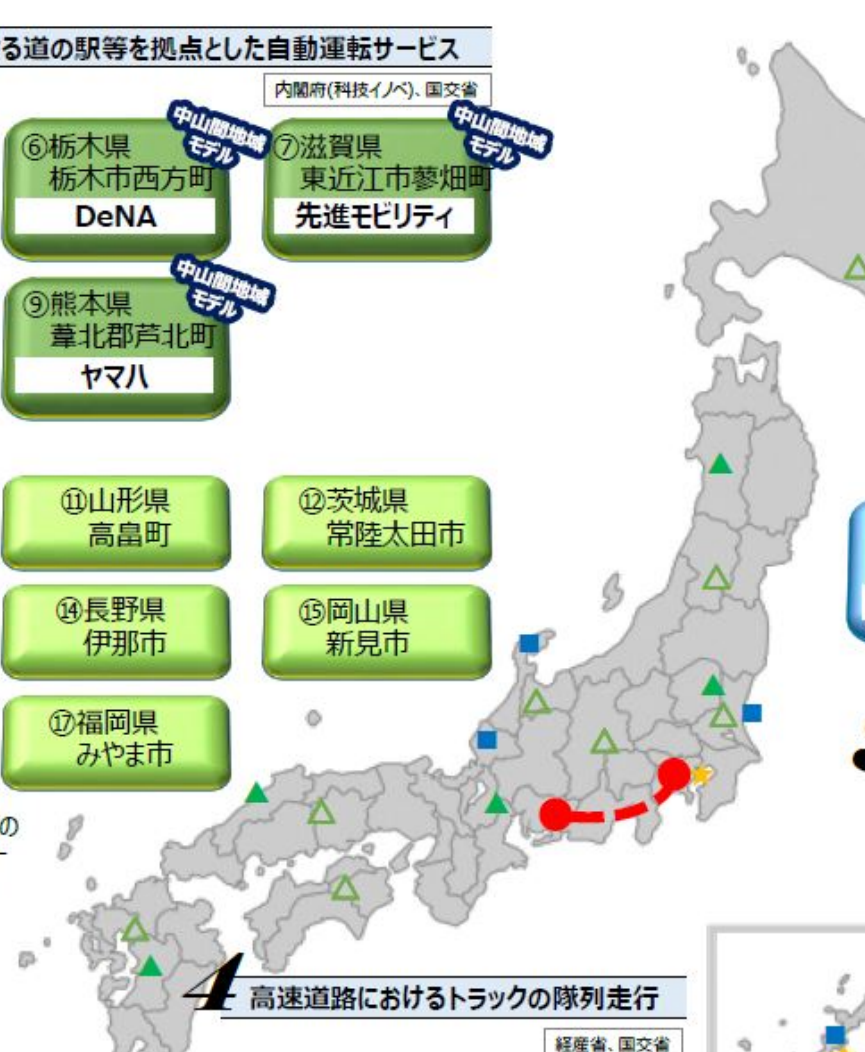 る道の駅等を拠点とした自動運転サービス
内閣府(科技イノベ)、国交省
中山間地域
モデル
⑥栃木県
栃木市西方町
DeNA
中山間地域
モデル
⑦滋賀県
東近江市蓼畑町
先進モビリティ
中山間地域
モデル
⑨熊本県
葦北郡芦北町
ヤマハ
⑪山形県
高畠町
⑫茨城県
常陸太田市
⑭長野県
伊那市
⑮岡山県
新見市
⑰福岡県
みやま市
の
4 高速道路におけるトラックの隊列走行
経産省、国交省